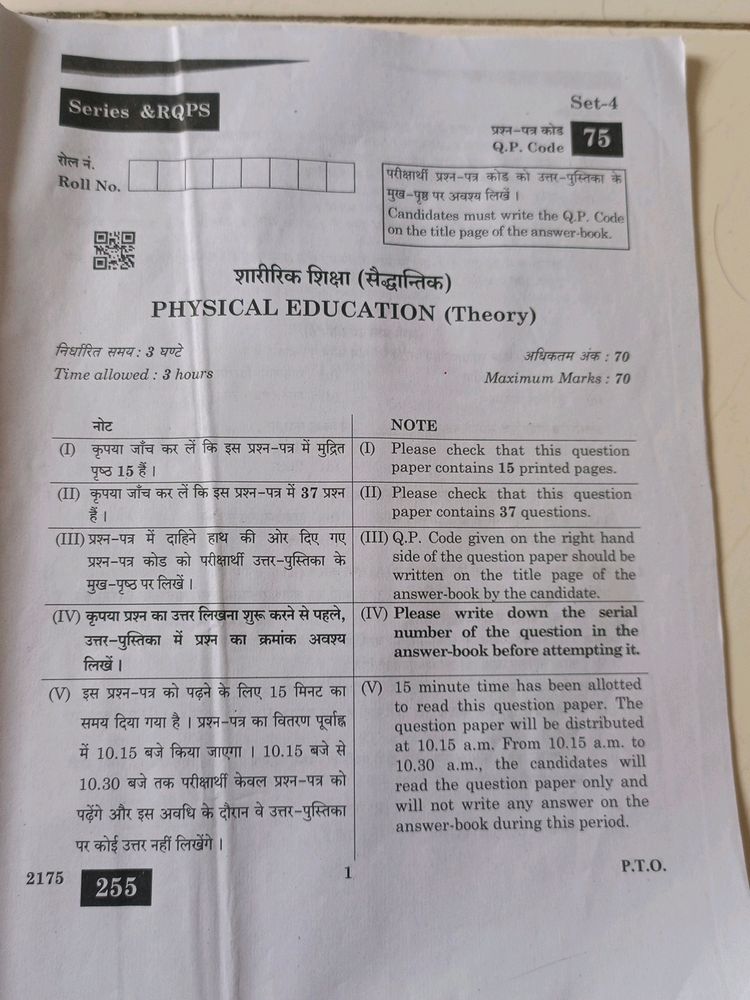 Series &RQPS
Set-4
प्रश्न-पत्र कोड
Q.P. Code
75
रोल नं.
Roll No.
परीक्षार्थी प्रश्न-पत्र कोड को उत्तर-पुस्तिका के
मुख-पृष्ठ पर अवश्य लिखें ।
Candidates must write the Q.P. Code
on the title page of the answer-book.
शारीरिक शिक्षा (सैद्धान्तिक)
PHYSICAL EDUCATION (Theory)
निर्धारित समय : 3 घण्टे
Time allowed : 3 hours
अधिकतम अंक : 70
Maximum Marks : 70
नोट
(I) कृपया जाँच कर लें कि इस प्रश्न-पत्र में मुद्रित
पृष्ठ 15 हैं ।
(II) कृपया जाँच कर लें कि इस प्रश्न-पत्र में 37 प्रश्न
हैं ।
(III) प्रश्न-पत्र में दाहिने हाथ की ओर दिए गए
प्रश्न-पत्र कोड को परीक्षार्थी उत्तर-पुस्तिका के
मुख-पृष्ठ पर लिखें ।
(IV) कृपया प्रश्न का उत्तर लिखना शुरू करने से पहले,
उत्तर-पुस्तिका में प्रश्न का क्रमांक अवश्य
लिखें ।
(V) इस प्रश्न-पत्र को पढ़ने के लिए 15 मिनट का
समय दिया गया है । प्रश्न-पत्र का वितरण पूर्वाह्न
में 10.15 बजे किया जाएगा । 10.15 बजे से
10.30 बजे तक परीक्षार्थी केवल प्रश्न-पत्र को
पढ़ेंगे और इस अवधि के दौरान वे उत्तर-पुस्तिका
पर कोई उत्तर नहीं लिखेंगे ।
NOTE
(I) Please check that this question
paper contains 15 printed pages.
(II) Please check that this question
paper contains 37 questions.
(III) Q.P. Code given on the right hand
side of the question paper should be
written on the title page of the
answer-book by the candidate.
(IV) Please write down the serial
number of the question in the
answer-book before attempting it.
(V) 15 minute time has been allotted
to read this question paper. The
question paper will be distributed
at 10.15 a.m. From 10.15 a.m. to
10.30 a.m., the candidates will
read the question paper only and
will not write any answer on the
answer-book during this period.
2175
255
1
P.T.O.